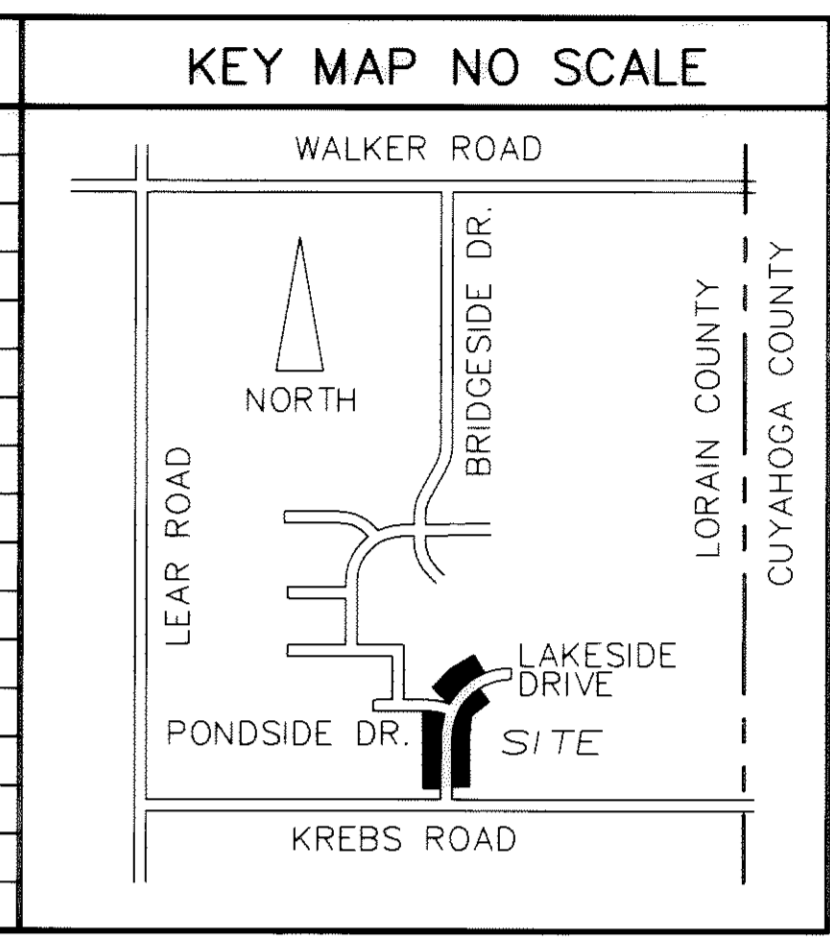 KEY MAP NO SCALE
WALKER ROAD
BRIDGESIDE DR.
NORTH
LORAIN COUNTY
CUYAHOGA COUNTY
LEAR ROAD
LAKESIDE
DRIVE
PONDSIDE DR.
SITE
KREBS ROAD